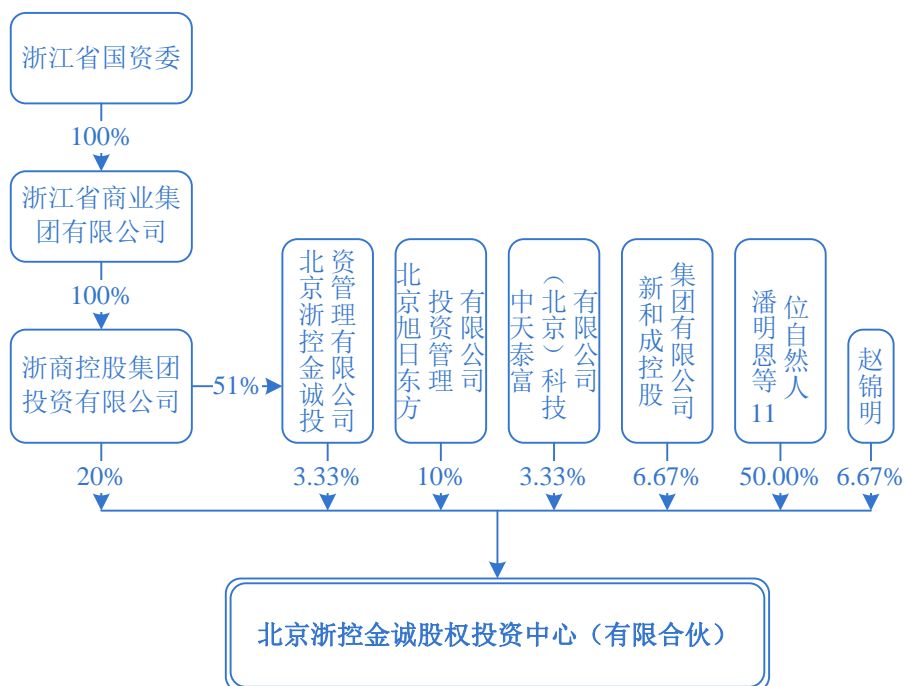 浙江省国资委
100%
浙江省商业集
团有限公司
100%
浙商控股集团
投资有限公司
51%
北京浙控金诚投
资管理有限公司
北京旭日东方
投资管理
有限公司
中天泰富
（北京）科技
有限公司
新和成控股
集团有限公司
潘明恩等11
位自然人
赵锦明
20%
3.33%
10%
3.33%
6.67%
50.00%
6.67%
北京浙控金诚股权投资中心（有限合伙）